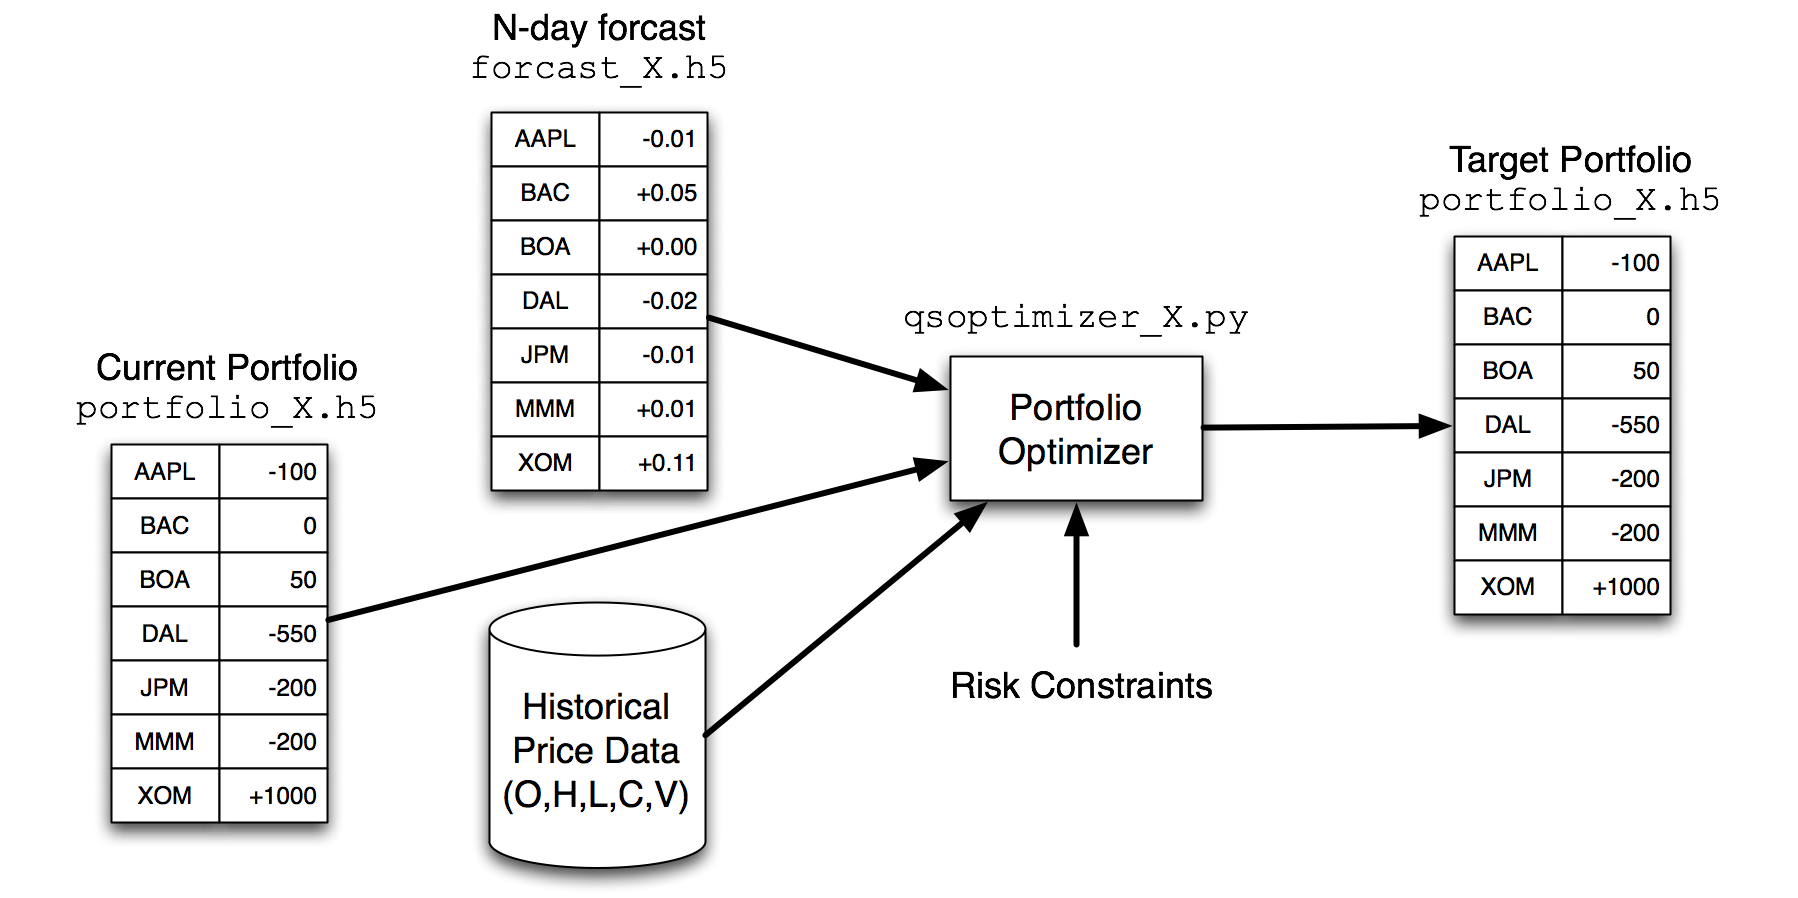 N-day forcast
forcast_X.h5
AAPL -0.01
BAC +0.05
BOA +0.00
DAL -0.02
JPM -0.01
MMM +0.01
XOM +0.11
Current Portfolio
portfolio_X.h5
AAPL -100
BAC 0
BOA 50
DAL -550
JPM -200
MMM -200
XOM +1000
Historical
Price Data
(O,H,L,C,V)
qsoptimizer_X.py
Portfolio
Optimizer
Risk Constraints
Target Portfolio
portfolio_X.h5
AAPL -100
BAC 0
BOA 50
DAL -550
JPM -200
MMM -200
XOM +1000